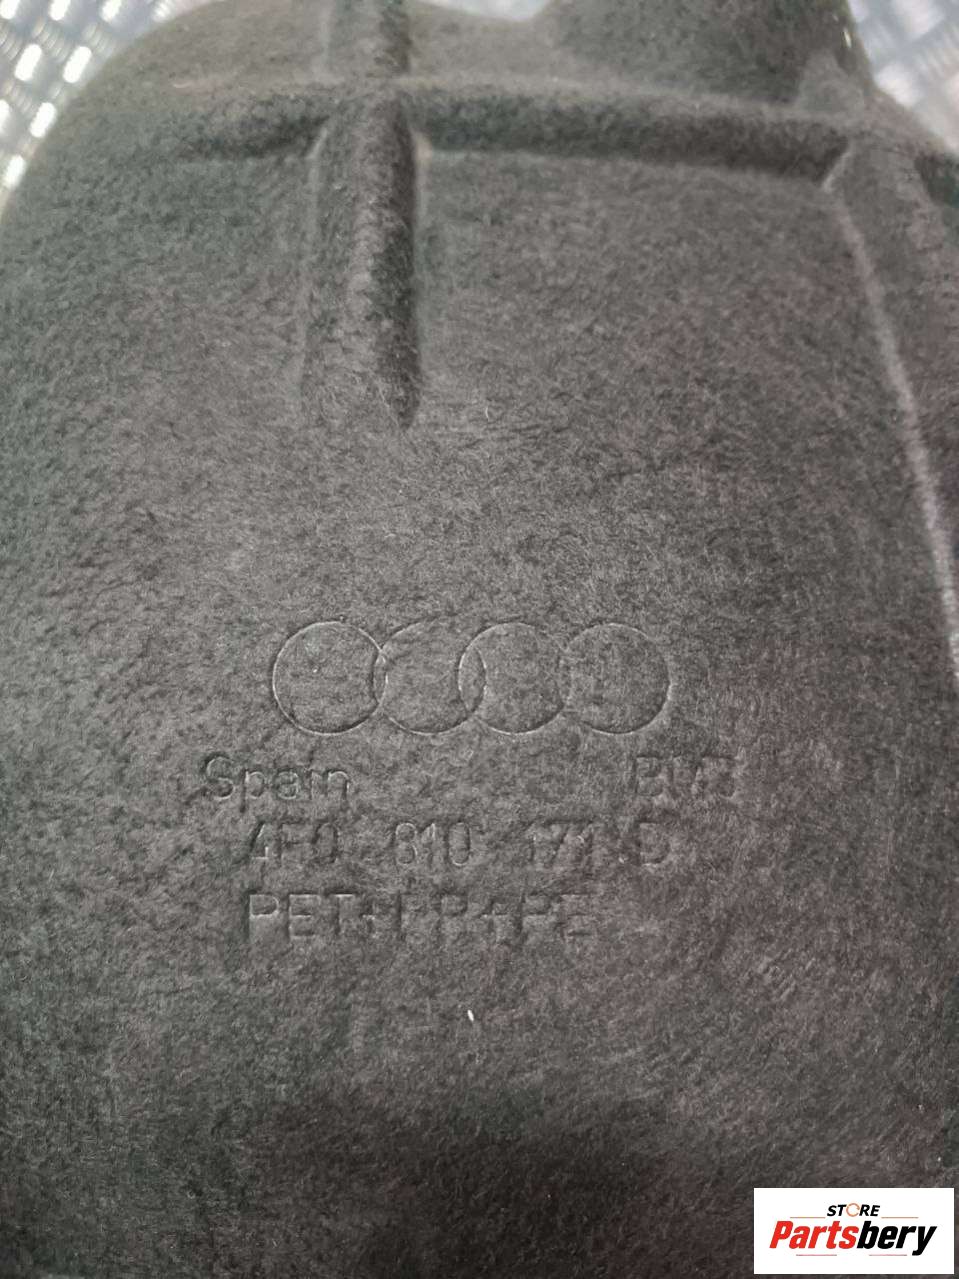 Spain
4F0 810 171 D
PET+PP+PE
STORE
Partsbery